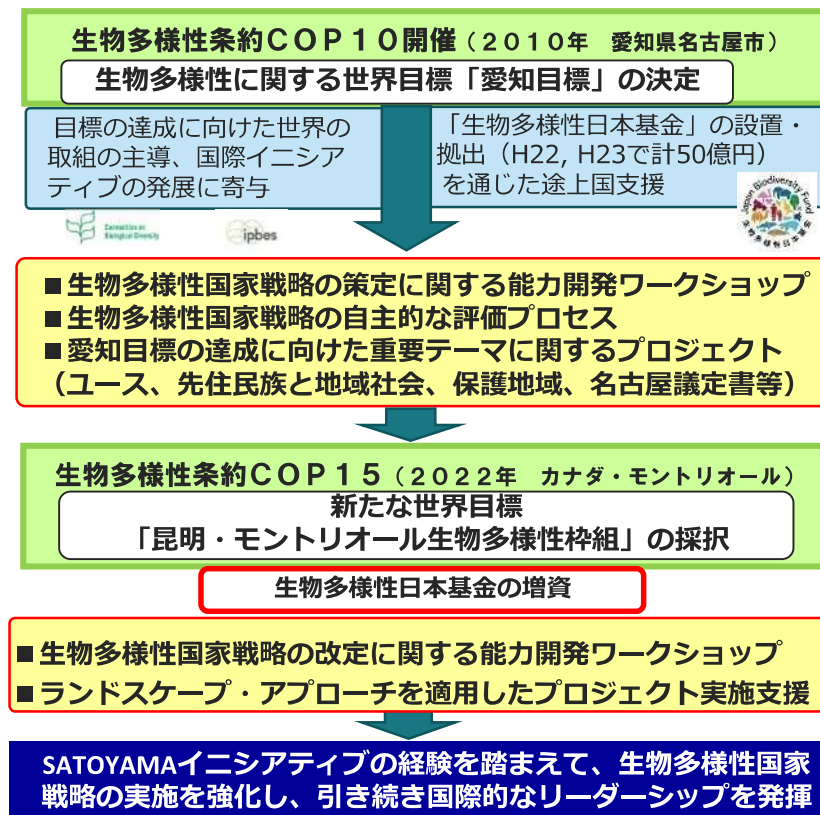 生物多様性条約COP10開催(2010年　愛知県名古屋市)
生物多様性に関する世界目標「愛知目標」の決定
目標の達成に向けた世界の
取組の主導、国際イニシア
ティブの発展に寄与
「生物多様性日本基金」の設置・
拠出（H22, H23で計50億円）
を通じた途上国支援
Convention on
Biological Diversity
ipbes
Japan Biodiversity Fund
生物多様性日本基金
■生物多様性国家戦略の策定に関する能力開発ワークショップ
■生物多様性国家戦略の自主的な評価プロセス
■愛知目標の達成に向けた重要テーマに関するプロジェクト
（ユース、先住民族と地域社会、保護地域、名古屋議定書等）
生物多様性条約COP15(2022年　カナダ・モントリオール)
新たな世界目標
「昆明・モントリオール生物多様性枠組」の採択
生物多様性日本基金の増資
■生物多様性国家戦略の改定に関する能力開発ワークショップ
■ランドスケープ・アプローチを適用したプロジェクト実施支援
SATOYAMAイニシアティブの経験を踏まえて、生物多様性国家
戦略の実施を強化し、引き続き国際的なリーダーシップを発揮